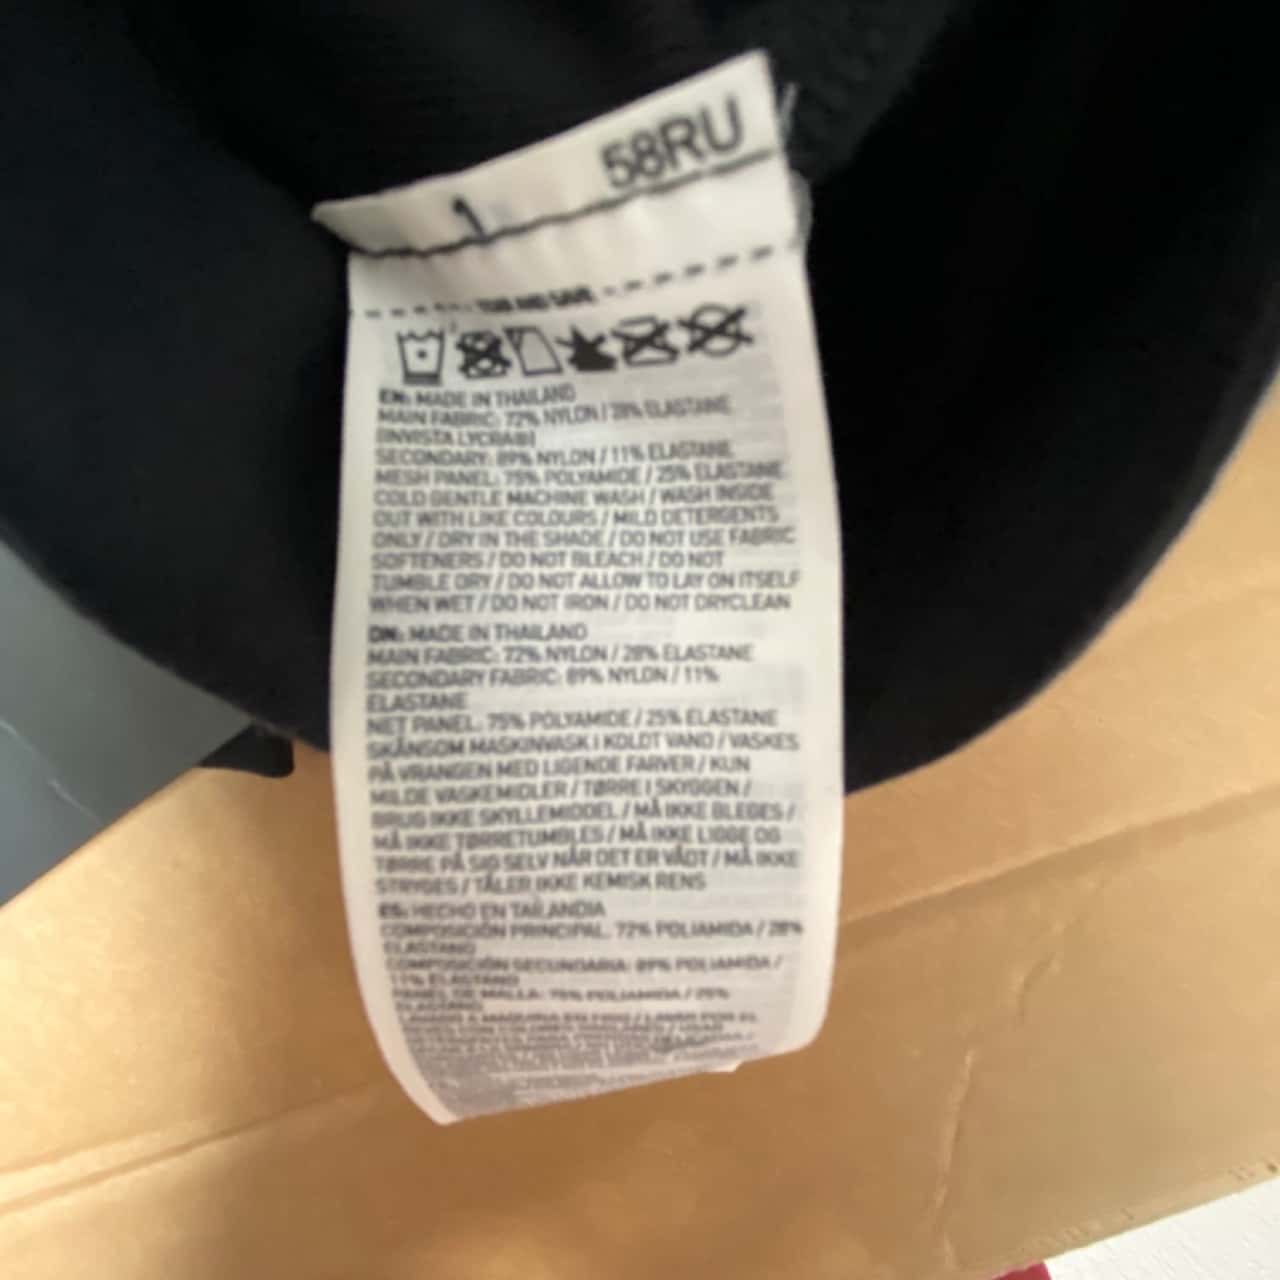 58RU
TEAR AND SAVE
EN: MADE IN THAILAND
MAIN FABRIC: 72% NYLON / 28% ELASTANE
(INVISTA LYCRA®)
SECONDARY: 89% NYLON / 11% ELASTANE
MESH PANEL: 75% POLYAMIDE / 25% ELASTANE
COLD GENTLE MACHINE WASH / WASH INSIDE
OUT WITH LIKE COLOURS / MILD DETERGENTS
ONLY / DRY IN THE SHADE / DO NOT USE FABRIC
SOFTENERS / DO NOT BLEACH / DO NOT
TUMBLE DRY / DO NOT ALLOW TO LAY ON ITSELF
WHEN WET / DO NOT IRON / DO NOT DRYCLEAN
DN: MADE IN THAILAND
MAIN FABRIC: 72% NYLON / 28% ELASTANE
SECONDARY FABRIC: 89% NYLON / 11%
ELASTANE
NET PANEL: 75% POLYAMIDE / 25% ELASTANE
SKÅNSOM MASKINVASK I KOLDT VAND / VASKES
PÅ VRANGEN MED LIGENDE FARVER / KUN
MILDE VASKEMIDLER / TØRRE I SKYGGEN /
BRUG IKKE SKYLLEMIDDEL / MÅ IKKE BLEGES /
MÅ IKKE TØRRETUMBLES / MÅ IKKE LIGGE OG
TØRRE PÅ SIG SELV NÅR DET ER VÅDT / MÅ IKKE
STRYGES / TÅLER IKKE KEMISK RENS
ES: HECHO EN TAILANDIA
COMPOSICIÓN PRINCIPAL: 72% POLIAMIDA / 28%
ELASTANO
COMPOSICIÓN SECUNDARIA: 89% POLIAMIDA /
11% ELASTANO
PANEL DE MALLA: 75% POLIAMIDA / 25%
ELASTANO